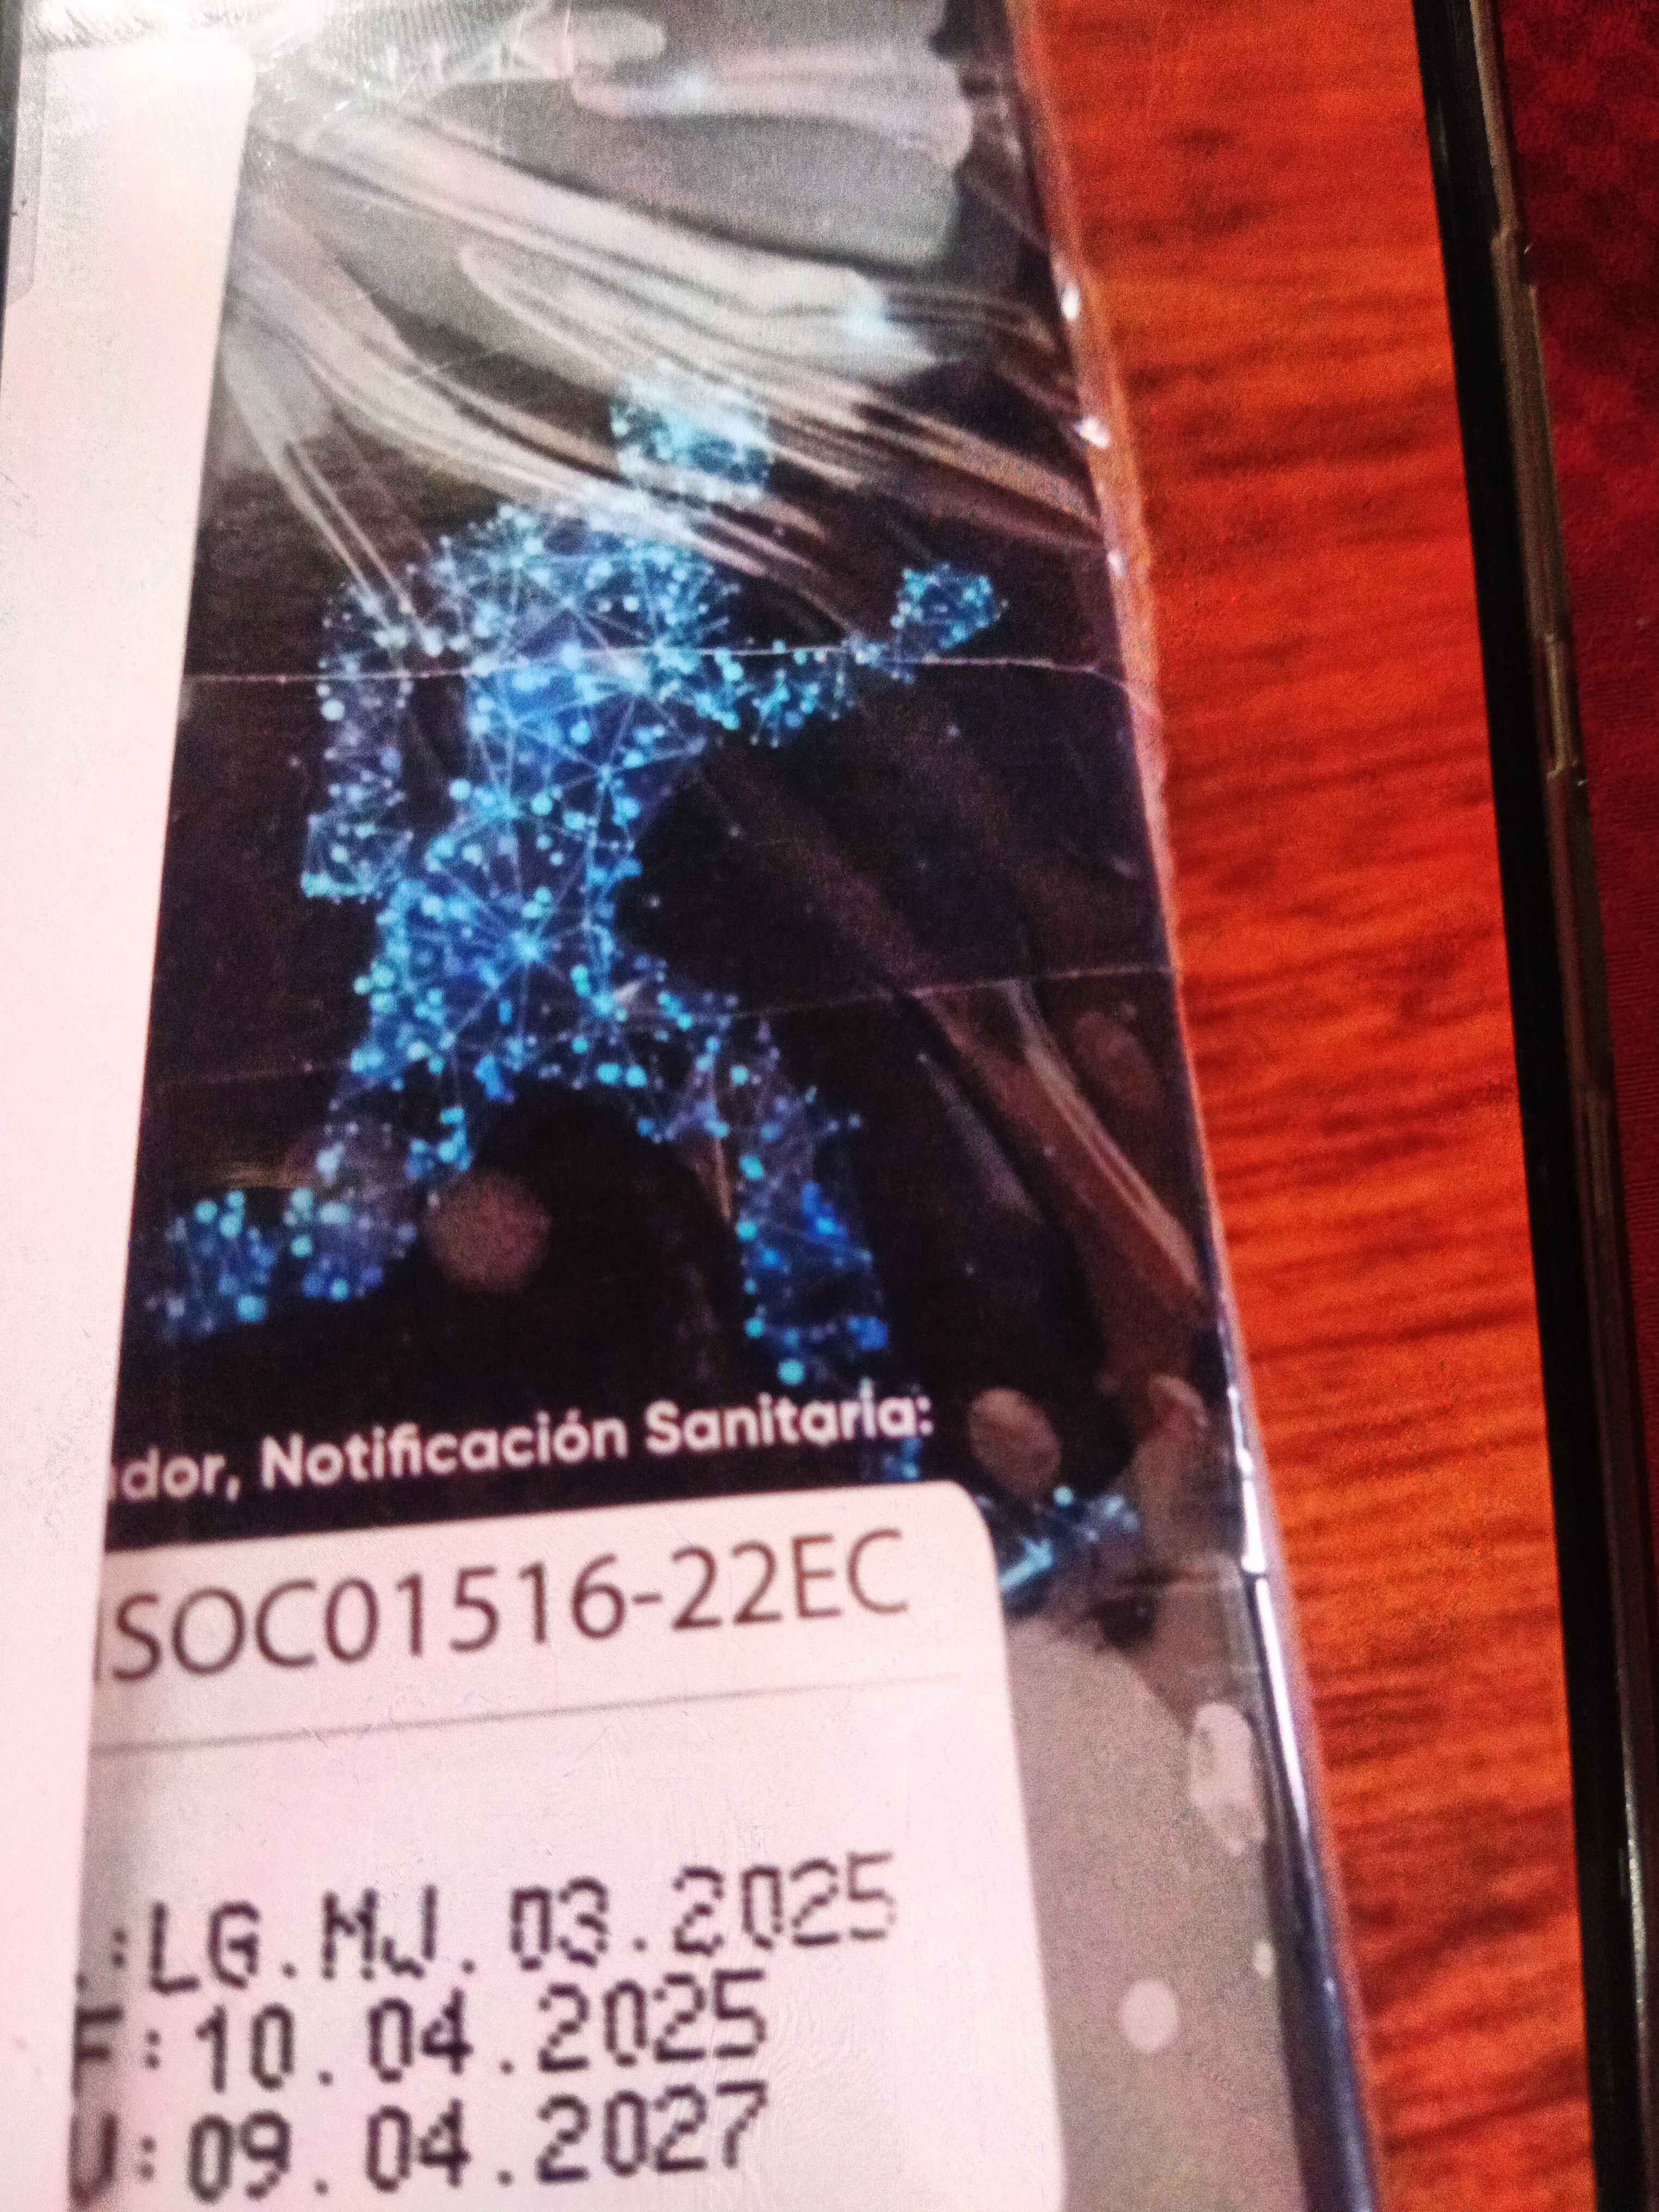 ador, Notificación Sanitaria:
SOC01516-22EC
.:LG.MJ.03.2025
F:10.04.2025
V:09.04.2027